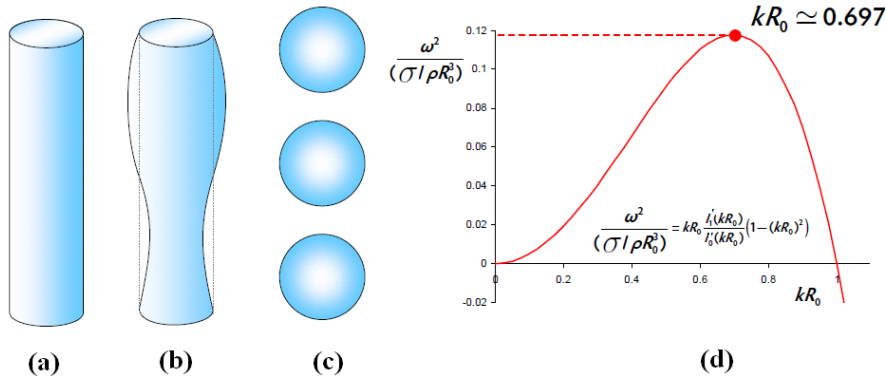 kR₀ ≃ 0.697
ω² / (σ/ρR₀³)
0.12
0.1
0.08
0.06
0.04
0.02
0
-0.02
0
0.2
0.4
0.6
0.8
1
kR₀
ω² / (σ/ρR₀³) = kR₀ I₁'(kR₀) / I₀'(kR₀) (1−(kR₀)²)
(a)
(b)
(c)
(d)